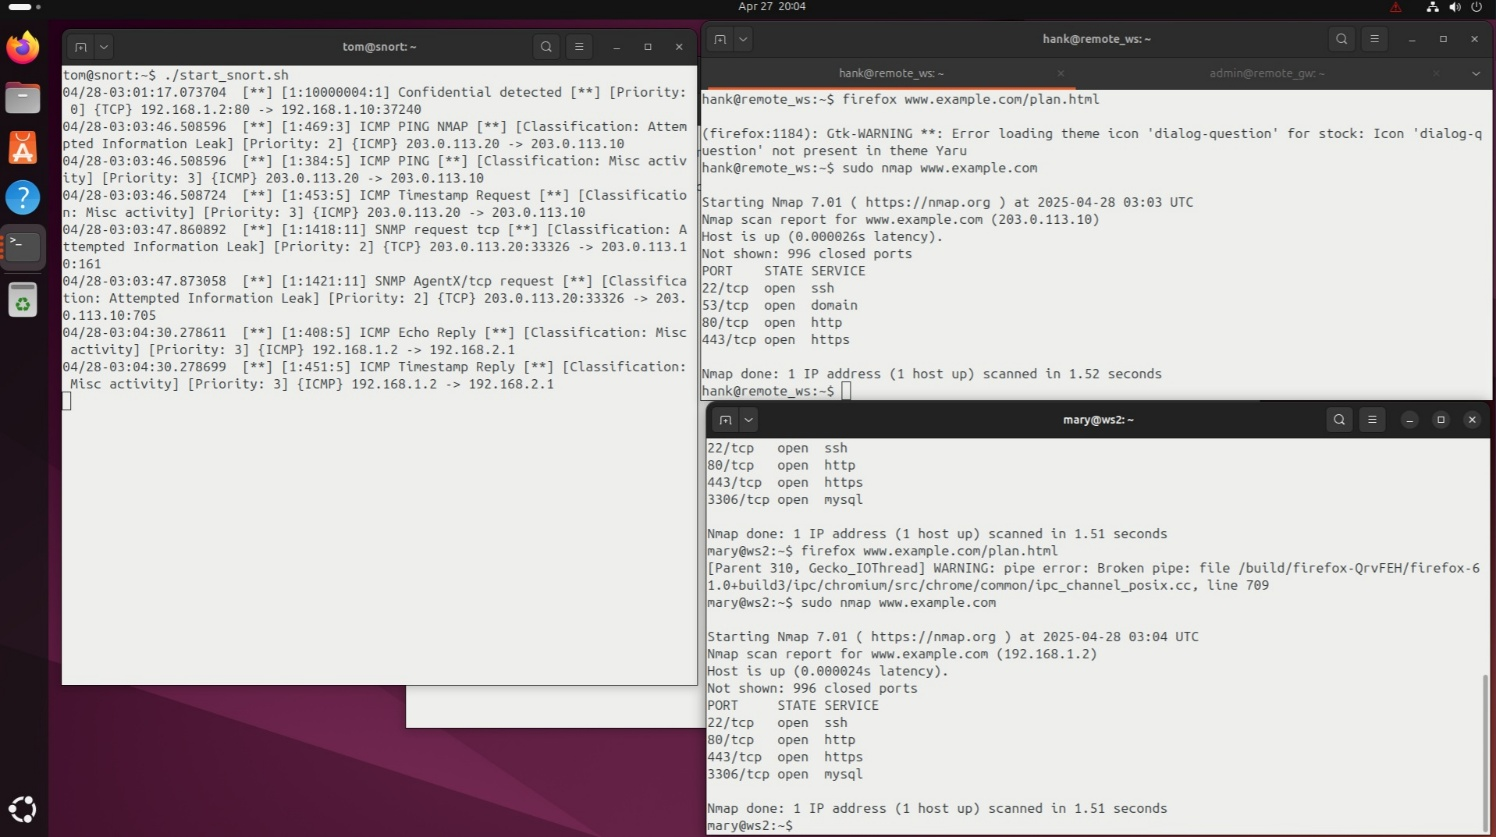 Apr 27 20:04
tom@snort: ~
tom@snort:~$ ./start_snort.sh
04/28-03:01:17.073704  [**] [1:10000004:1] Confidential detected [**] [Priority:
 0] {TCP} 192.168.1.2:80 -> 192.168.1.10:37240
04/28-03:03:46.508596  [**] [1:469:3] ICMP PING NMAP [**] [Classification: Attem
pted Information Leak] [Priority: 2] {ICMP} 203.0.113.20 -> 203.0.113.10
04/28-03:03:46.508596  [**] [1:384:5] ICMP PING [**] [Classification: Misc activ
ity] [Priority: 3] {ICMP} 203.0.113.20 -> 203.0.113.10
04/28-03:03:46.508724  [**] [1:453:5] ICMP Timestamp Request [**] [Classificatio
n: Misc activity] [Priority: 3] {ICMP} 203.0.113.20 -> 203.0.113.10
04/28-03:03:47.860892  [**] [1:1418:11] SNMP request tcp [**] [Classification: A
ttempted Information Leak] [Priority: 2] {TCP} 203.0.113.20:33326 -> 203.0.113.1
0:161
04/28-03:03:47.873058  [**] [1:1421:11] SNMP AgentX/tcp request [**] [Classifica
tion: Attempted Information Leak] [Priority: 2] {TCP} 203.0.113.20:33326 -> 203.
0.113.10:705
04/28-03:04:30.278611  [**] [1:408:5] ICMP Echo Reply [**] [Classification: Misc
 activity] [Priority: 3] {ICMP} 192.168.1.2 -> 192.168.2.1
04/28-03:04:30.278699  [**] [1:451:5] ICMP Timestamp Reply [**] [Classification:
 Misc activity] [Priority: 3] {ICMP} 192.168.1.2 -> 192.168.2.1
hank@remote_ws: ~
hank@remote_ws: ~
admin@remote_gw: ~
hank@remote_ws:~$ firefox www.example.com/plan.html
(firefox:1184): Gtk-WARNING **: Error loading theme icon 'dialog-question' for stock: Icon 'dialog-q
uestion' not present in theme Yaru
hank@remote_ws:~$ sudo nmap www.example.com
Starting Nmap 7.01 ( https://nmap.org ) at 2025-04-28 03:03 UTC
Nmap scan report for www.example.com (203.0.113.10)
Host is up (0.000026s latency).
Not shown: 996 closed ports
PORT    STATE SERVICE
22/tcp  open  ssh
53/tcp  open  domain
80/tcp  open  http
443/tcp open  https
Nmap done: 1 IP address (1 host up) scanned in 1.52 seconds
hank@remote_ws:~$
mary@ws2: ~
22/tcp   open  ssh
80/tcp   open  http
443/tcp  open  https
3306/tcp open  mysql
Nmap done: 1 IP address (1 host up) scanned in 1.51 seconds
mary@ws2:~$ firefox www.example.com/plan.html
[Parent 310, Gecko_IOThread] WARNING: pipe error: Broken pipe: file /build/firefox-QrvFEH/firefox-6
1.0+build3/ipc/chromium/src/chrome/common/ipc_channel_posix.cc, line 709
mary@ws2:~$ sudo nmap www.example.com
Starting Nmap 7.01 ( https://nmap.org ) at 2025-04-28 03:04 UTC
Nmap scan report for www.example.com (192.168.1.2)
Host is up (0.000024s latency).
Not shown: 996 closed ports
PORT     STATE SERVICE
22/tcp   open  ssh
80/tcp   open  http
443/tcp  open  https
3306/tcp open  mysql
Nmap done: 1 IP address (1 host up) scanned in 1.51 seconds
mary@ws2:~$